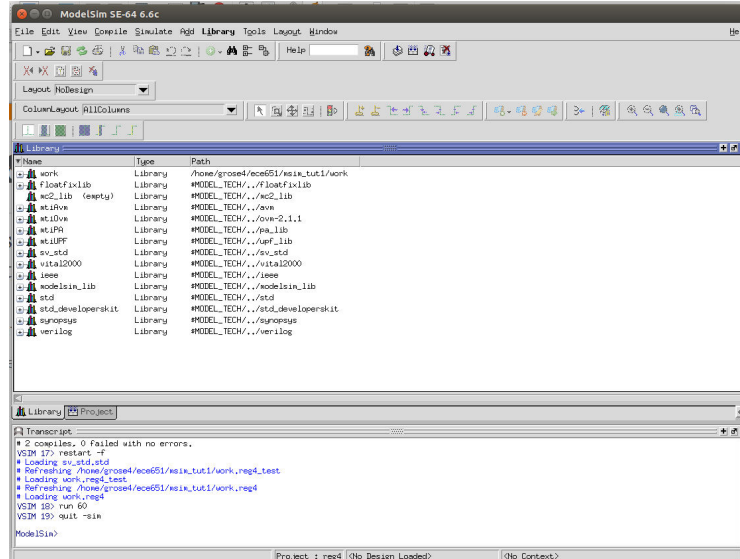 ModelSim SE-64 6.6c
File Edit View Compile Simulate Add Library Tools Layout Window He
Help
Layout NoDesign
ColumnLayout AllColumns
Library
Name Type Path
work Library /home/grose4/ece651/msim_tut1/work
floatfixlib Library $MODEL_TECH/../floatfixlib
mc2_lib (empty) Library $MODEL_TECH/../mc2_lib
mtiAvm Library $MODEL_TECH/../avm
mtiOvm Library $MODEL_TECH/../ovm-2.1.1
mtiPA Library $MODEL_TECH/../pa_lib
mtiUPF Library $MODEL_TECH/../upf_lib
sv_std Library $MODEL_TECH/../sv_std
vital2000 Library $MODEL_TECH/../vital2000
ieee Library $MODEL_TECH/../ieee
modelsim_lib Library $MODEL_TECH/../modelsim_lib
std Library $MODEL_TECH/../std
std_developerskit Library $MODEL_TECH/../std_developerskit
synopsys Library $MODEL_TECH/../synopsys
verilog Library $MODEL_TECH/../verilog
Library Project
Transcript
# 2 compiles, 0 failed with no errors.
VSIM 17> restart -f
# Loading sv_std.std
# Refreshing /home/grose4/ece651/msim_tut1/work.reg4_test
# Loading work.reg4_test
# Refreshing /home/grose4/ece651/msim_tut1/work.reg4
# Loading work.reg4
VSIM 18> run 60
VSIM 19> quit -sim
ModelSim>
Project : reg4 <No Design Loaded> <No Context>